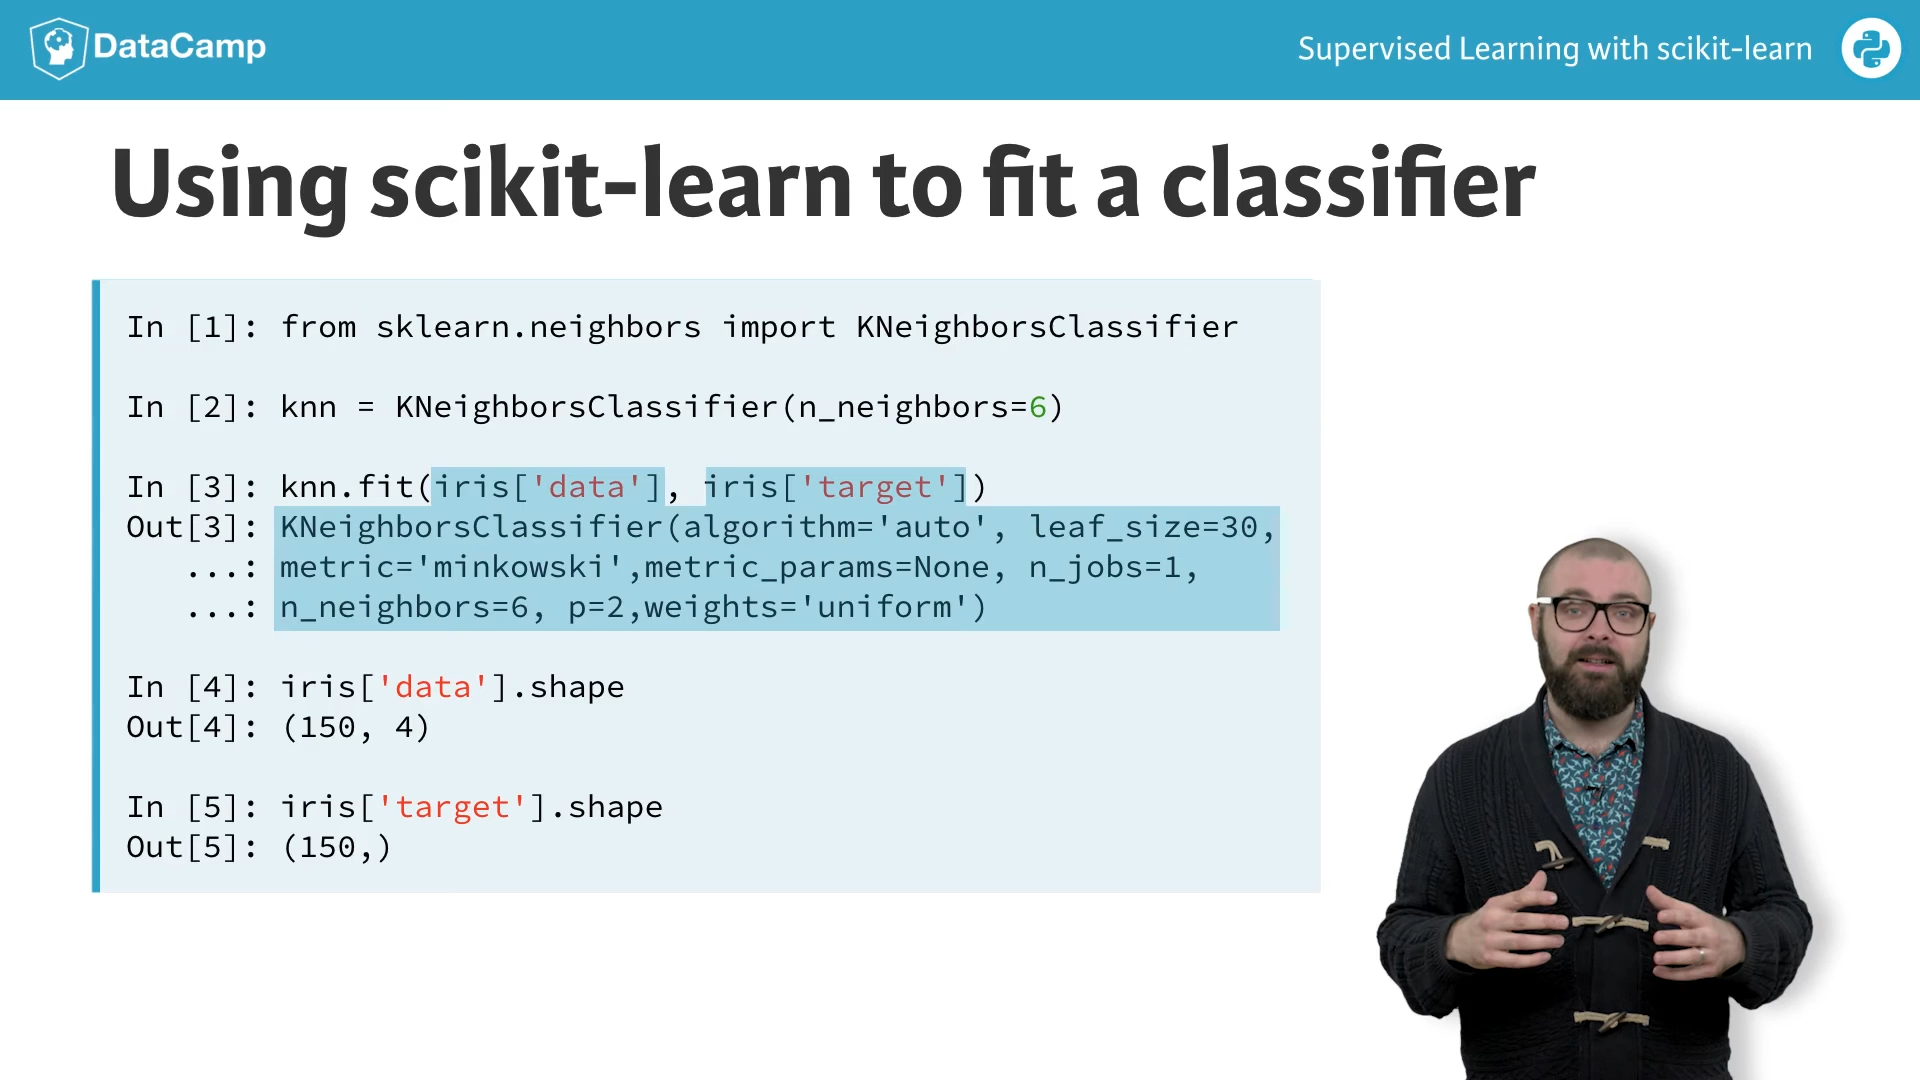 DataCamp
Supervised Learning with scikit-learn
Using scikit-learn to fit a classifier
In [1]: from sklearn.neighbors import KNeighborsClassifier
In [2]: knn = KNeighborsClassifier(n_neighbors=6)
In [3]: knn.fit(iris['data'], iris['target'])
Out[3]: KNeighborsClassifier(algorithm='auto', leaf_size=30,
...: metric='minkowski',metric_params=None, n_jobs=1,
...: n_neighbors=6, p=2,weights='uniform')
In [4]: iris['data'].shape
Out[4]: (150, 4)
In [5]: iris['target'].shape
Out[5]: (150,)